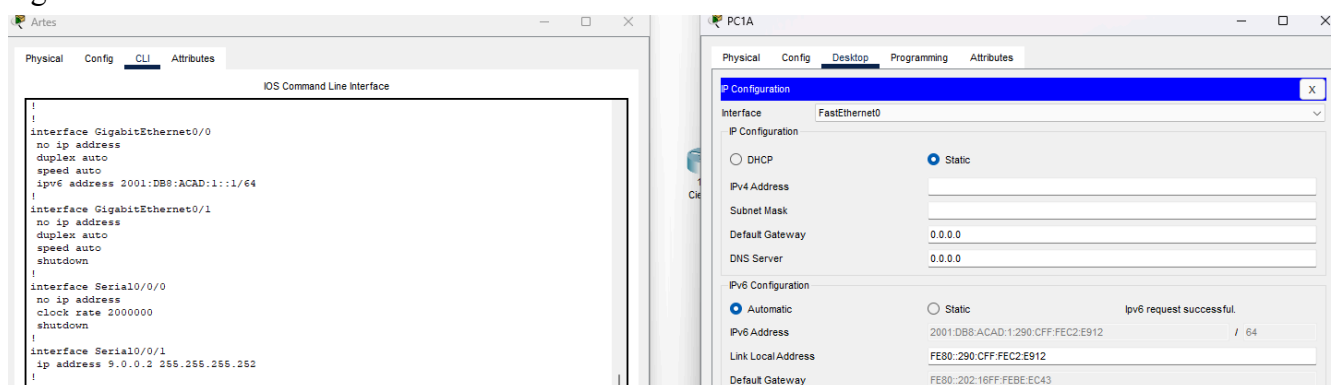 Artes
Physical Config CLI Attributes
IOS Command Line Interface
!
!
interface GigabitEthernet0/0
no ip address
duplex auto
speed auto
ipv6 address 2001:DB8:ACAD:1::1/64
!
interface GigabitEthernet0/1
no ip address
duplex auto
speed auto
shutdown
!
interface Serial0/0/0
no ip address
clock rate 2000000
shutdown
!
interface Serial0/0/1
ip address 9.0.0.2 255.255.255.252
!
Cie
PC1A
Physical Config Desktop Programming Attributes
IP Configuration X
Interface FastEthernet0
IP Configuration
DHCP Static
IPv4 Address
Subnet Mask
Default Gateway 0.0.0.0
DNS Server 0.0.0.0
IPv6 Configuration
Automatic Static Ipv6 request successful.
IPv6 Address 2001:DB8:ACAD:1:290:CFF:FEC2:E912 / 64
Link Local Address FE80::290:CFF:FEC2:E912
Default Gateway FE80::202:16FF:FEBE:EC43